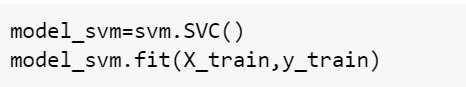 model_svm=svm.SVC()
model_svm.fit(X_train,y_train)